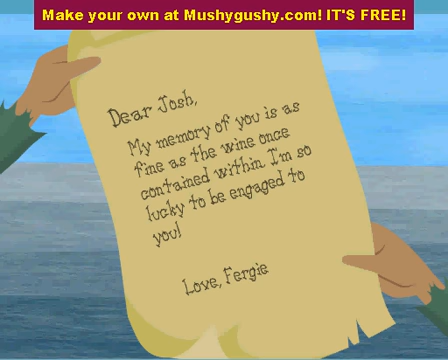 Make your own at Mushygushy.com! IT'S FREE!
Dear Josh,
My memory of you is as
fine as the wine once
contained within. I'm so
lucky to be engaged to
you!
Love, Fergie